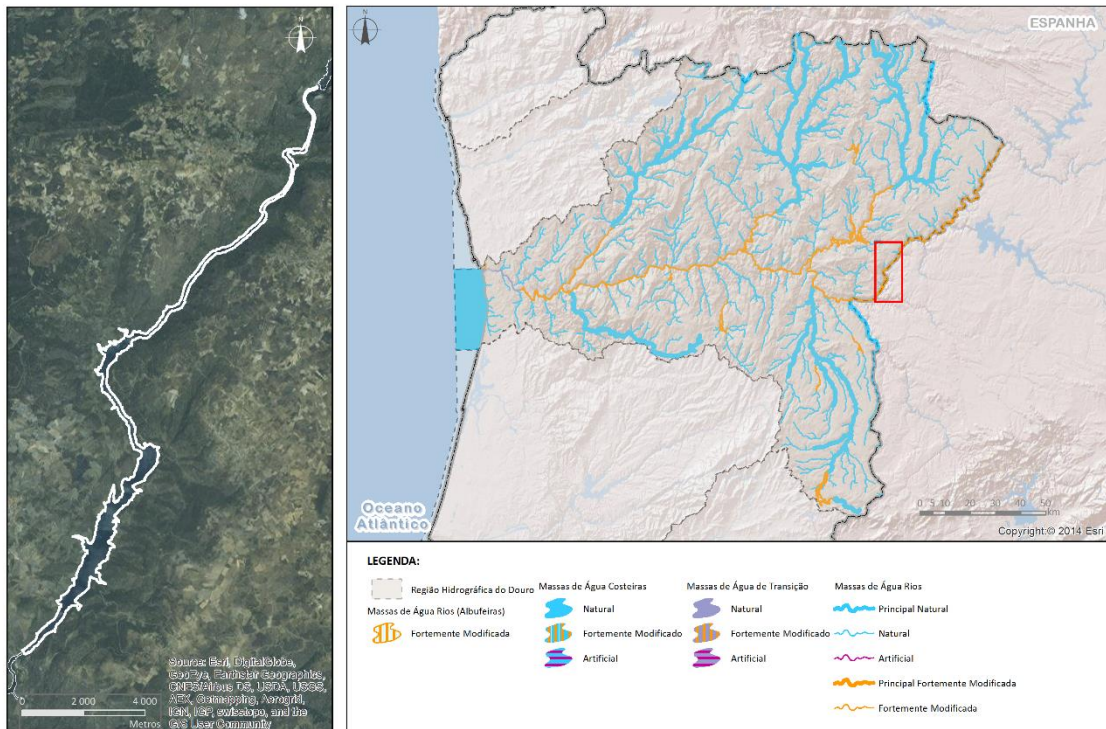 2 000
4 000
Metros
Source: Esri, DigitalGlobe,
GeoEye, Earthstar Geographics,
CNES/Airbus DS, USDA, USGS,
AEX, Getmapping, Aerogrid,
IGN, IGP, swisstopo, and the
GIS User Community
ESPANHA
Oceano
Atlântico
0 5 10 20 30 40 50
km
Copyright:© 2014 Esri
LEGENDA:
Região Hidrográfica do Douro
Massas de Água Rios (Albufeiras)
Fortemente Modificada
Massas de Água Costeiras
Natural
Fortemente Modificado
Artificial
Massas de Água de Transição
Natural
Fortemente Modificado
Artificial
Massas de Água Rios
Principal Natural
Natural
Artificial
Principal Fortemente Modificada
Fortemente Modificada